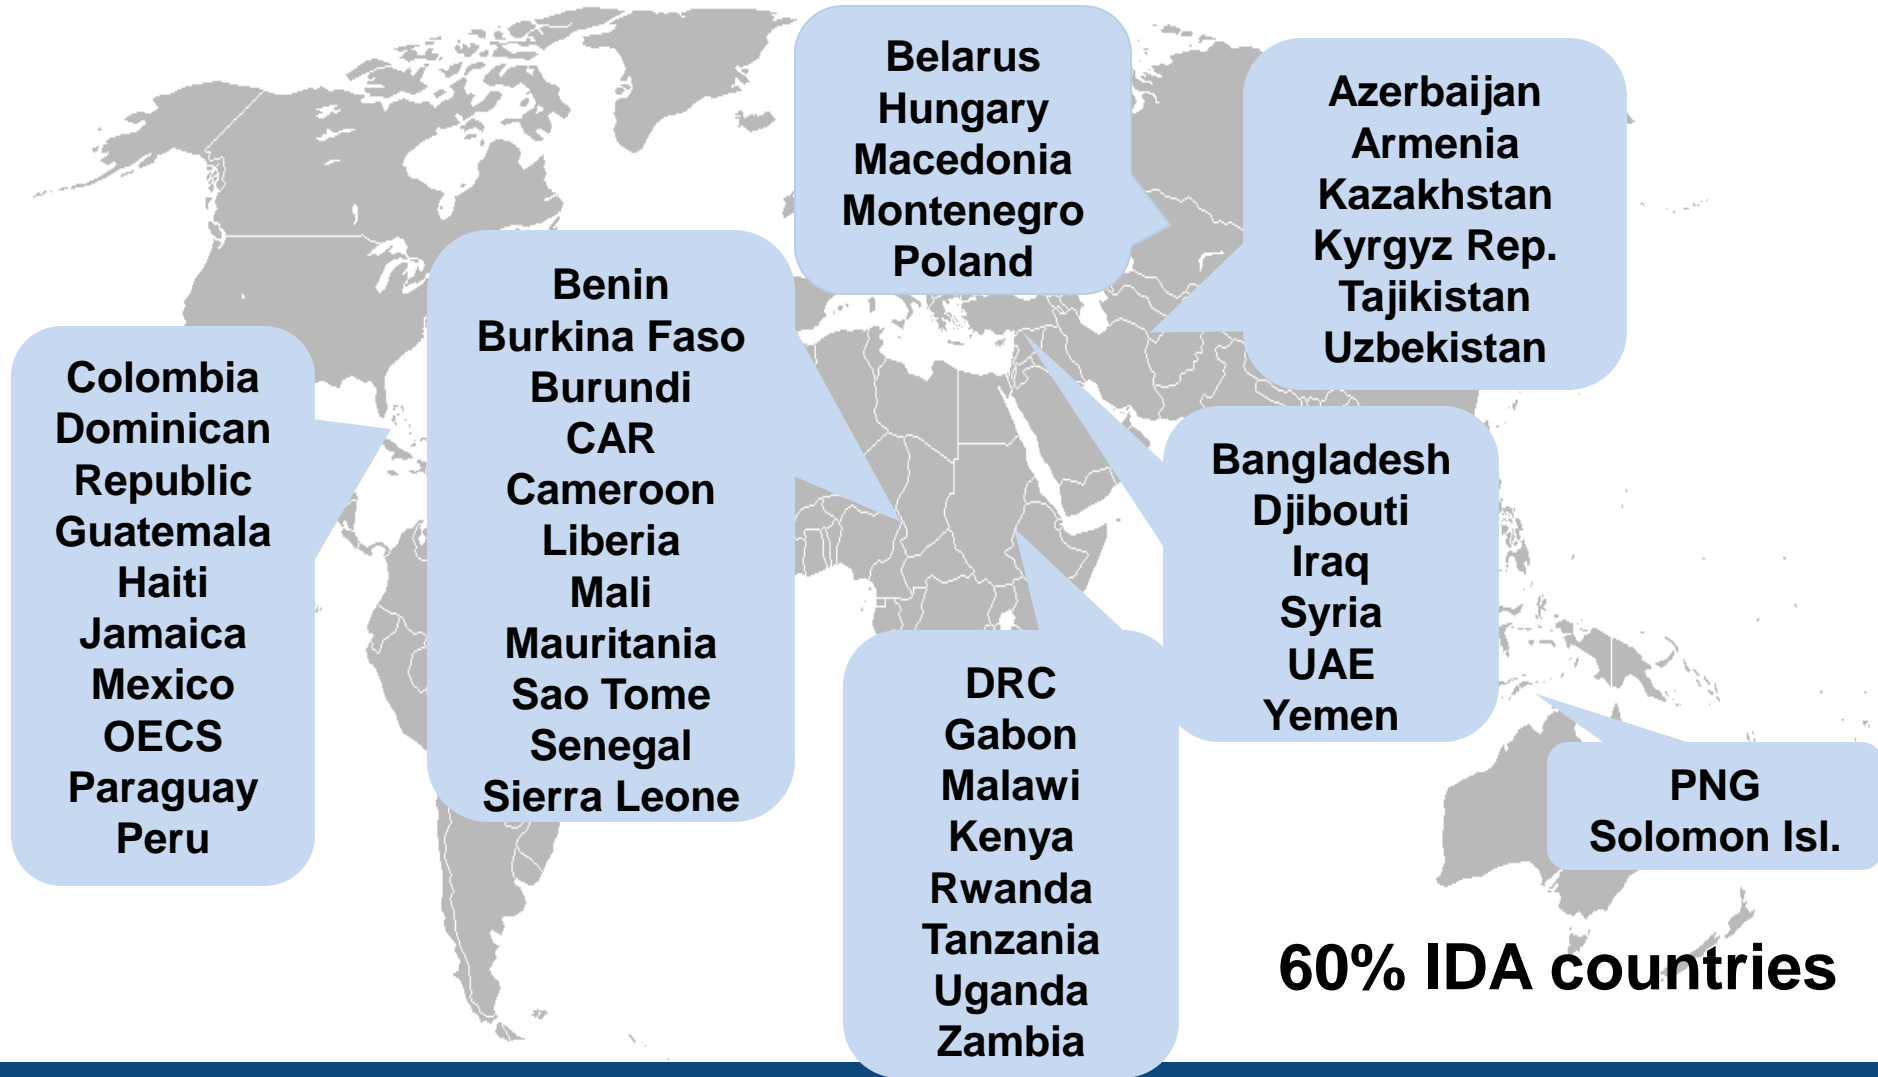 Belarus
Hungary
Macedonia
Montenegro
Poland
Azerbaijan
Armenia
Kazakhstan
Kyrgyz Rep.
Tajikistan
Uzbekistan
Benin
Burkina Faso
Burundi
CAR
Cameroon
Liberia
Mali
Mauritania
Sao Tome
Senegal
Sierra Leone
Colombia
Dominican
Republic
Guatemala
Haiti
Jamaica
Mexico
OECS
Paraguay
Peru
Bangladesh
Djibouti
Iraq
Syria
UAE
Yemen
DRC
Gabon
Malawi
Kenya
Rwanda
Tanzania
Uganda
Zambia
PNG
Solomon Isl.
60% IDA countries